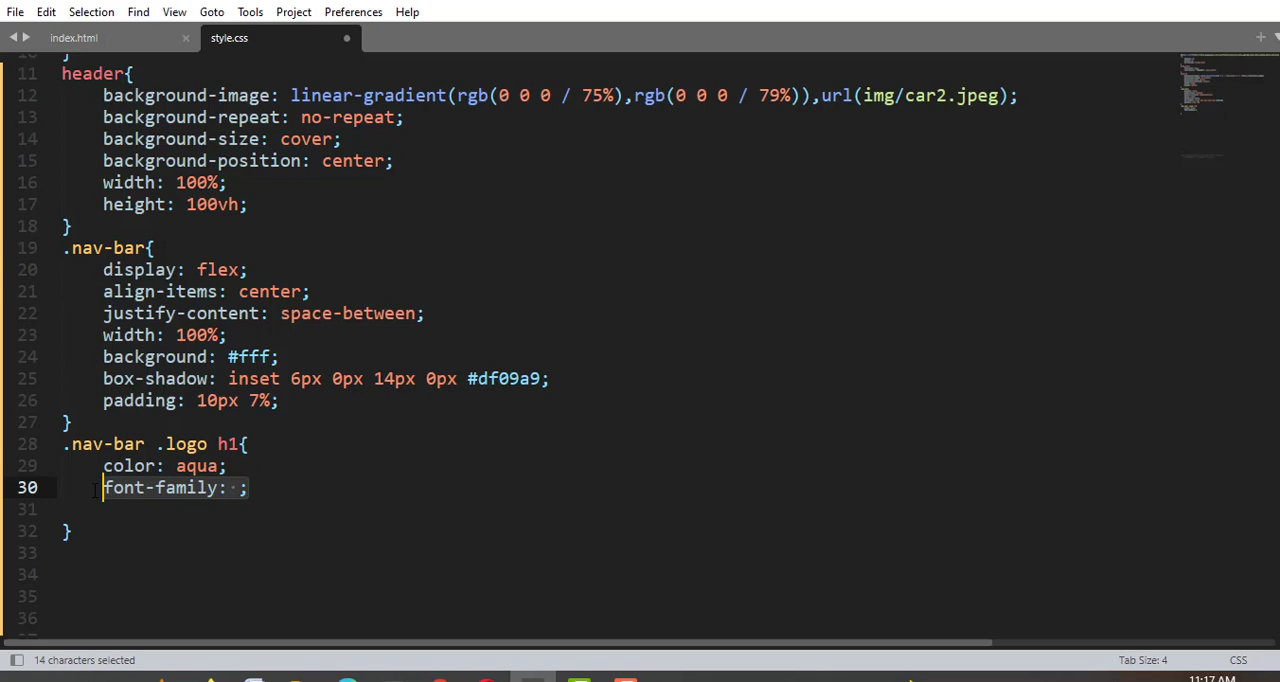 File Edit Selection Find View Goto Tools Project Preferences Help
index.html × style.css
10 }
11 header{
12 background-image: linear-gradient(rgb(0 0 0 / 75%),rgb(0 0 0 / 79%)),url(img/car2.jpeg);
13 background-repeat: no-repeat;
14 background-size: cover;
15 background-position: center;
16 width: 100%;
17 height: 100vh;
18 }
19 .nav-bar{
20 display: flex;
21 align-items: center;
22 justify-content: space-between;
23 width: 100%;
24 background: #fff;
25 box-shadow: inset 6px 0px 14px 0px #df09a9;
26 padding: 10px 7%;
27 }
28 .nav-bar .logo h1{
29 color: aqua;
30 font-family: ;
31
32 }
33
34
35
36
14 characters selected Tab Size: 4 CSS
11:17 AM